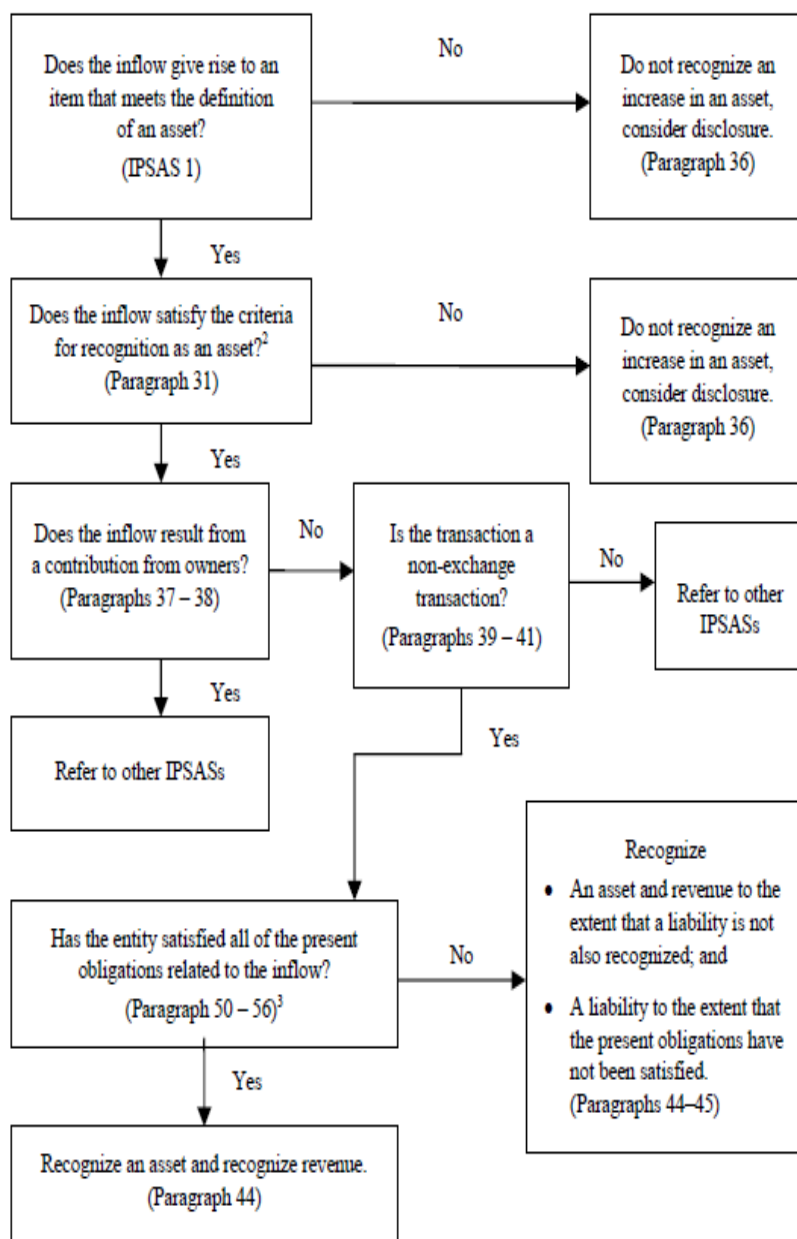 Does the inflow give rise to an
item that meets the definition
of an asset?
(IPSAS 1)
No
Do not recognize an
increase in an asset,
consider disclosure.
(Paragraph 36)
Yes
Does the inflow satisfy the criteria
for recognition as an asset?²
(Paragraph 31)
No
Do not recognize an
increase in an asset,
consider disclosure.
(Paragraph 36)
Yes
Does the inflow result from
a contribution from owners?
(Paragraphs 37 – 38)
No
Is the transaction a
non-exchange
transaction?
(Paragraphs 39 – 41)
No
Refer to other
IPSASs
Yes
Refer to other IPSASs
Yes
Has the entity satisfied all of the present
obligations related to the inflow?
(Paragraph 50 – 56)³
No
Recognize
• An asset and revenue to the
extent that a liability is not
also recognized; and
• A liability to the extent that
the present obligations have
not been satisfied.
(Paragraphs 44–45)
Yes
Recognize an asset and recognize revenue.
(Paragraph 44)